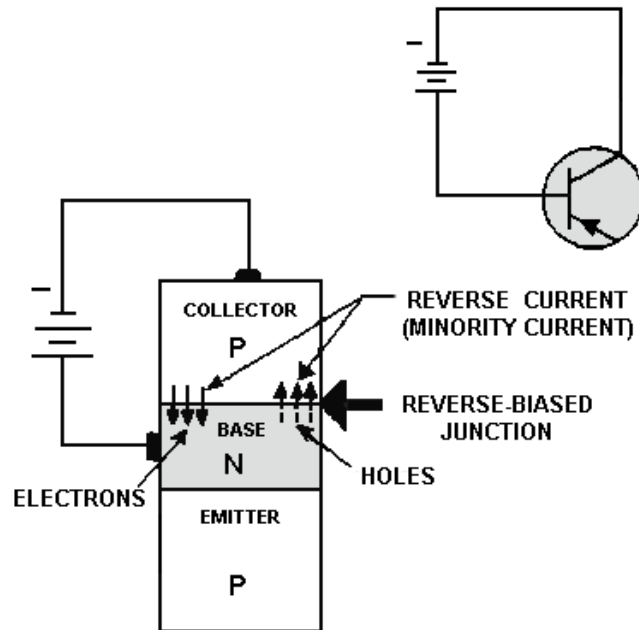 −
−
COLLECTOR
P
REVERSE CURRENT
(MINORITY CURRENT)
REVERSE-BIASED
JUNCTION
BASE
N
ELECTRONS
HOLES
EMITTER
P